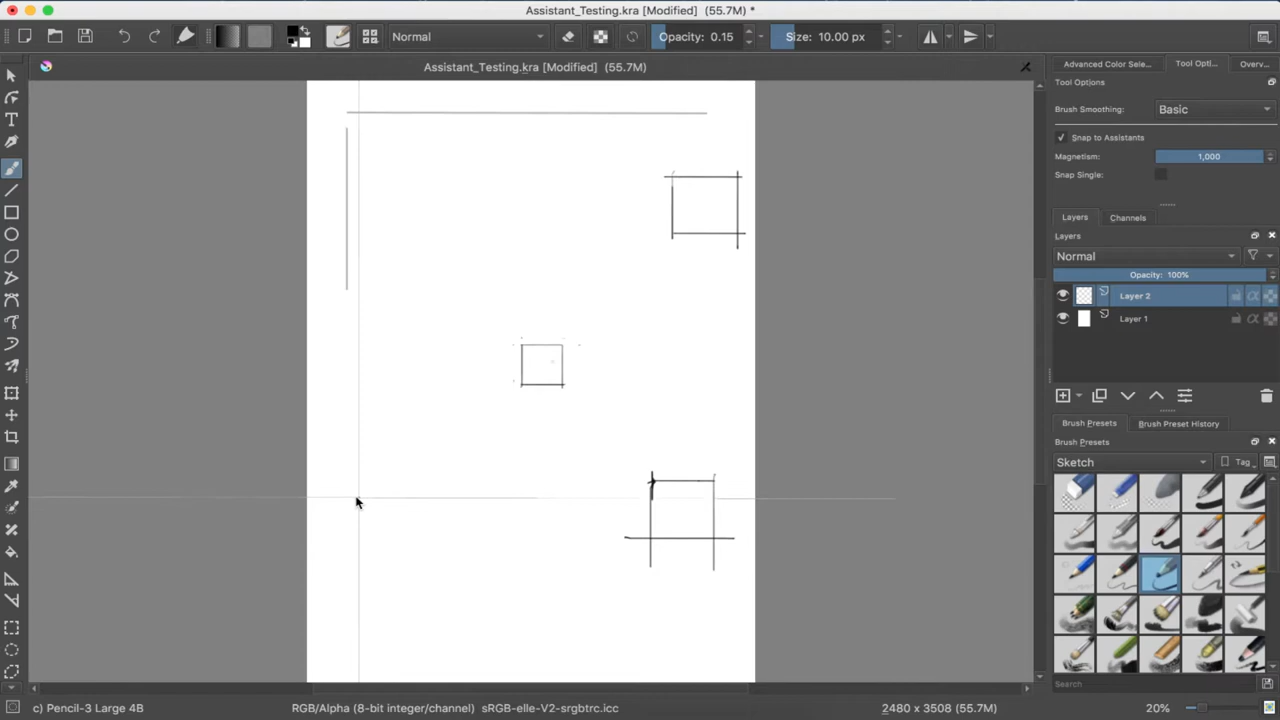 Assistant_Testing.kra [Modified] (55.7M) *
Normal
Opacity: 0.15
Size: 10.00 px
Assistant_Testing.kra [Modified] (55.7M)
Advanced Color Sele...
Tool Opti...
Overv...
Tool Options
Brush Smoothing:
Basic
Snap to Assistants
Magnetism:
1,000
Snap Single:
Layers
Channels
Layers
Normal
Opacity: 100%
Layer 2
Layer 1
Brush Presets
Brush Preset History
Brush Presets
Sketch
Tag
Search
c) Pencil-3 Large 4B
RGB/Alpha (8-bit integer/channel) sRGB-elle-V2-srgbtrc.icc
2480 x 3508 (55.7M)
20%